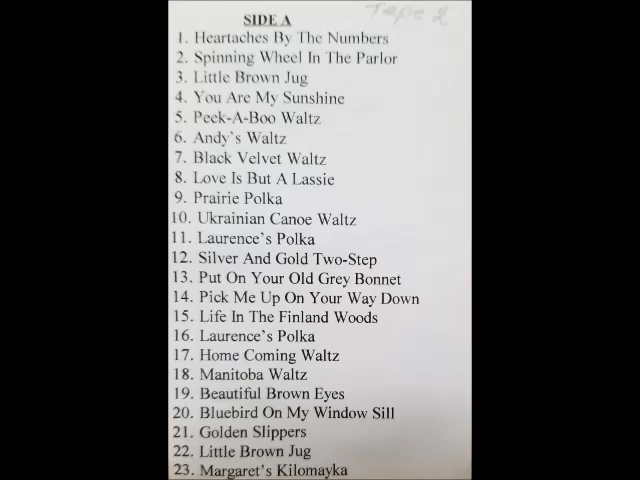 Tape 2
SIDE A
1. Heartaches By The Numbers
2. Spinning Wheel In The Parlor
3. Little Brown Jug
4. You Are My Sunshine
5. Peek-A-Boo Waltz
6. Andy's Waltz
7. Black Velvet Waltz
8. Love Is But A Lassie
9. Prairie Polka
10. Ukrainian Canoe Waltz
11. Laurence's Polka
12. Silver And Gold Two-Step
13. Put On Your Old Grey Bonnet
14. Pick Me Up On Your Way Down
15. Life In The Finland Woods
16. Laurence's Polka
17. Home Coming Waltz
18. Manitoba Waltz
19. Beautiful Brown Eyes
20. Bluebird On My Window Sill
21. Golden Slippers
22. Little Brown Jug
23. Margaret's Kilomayka